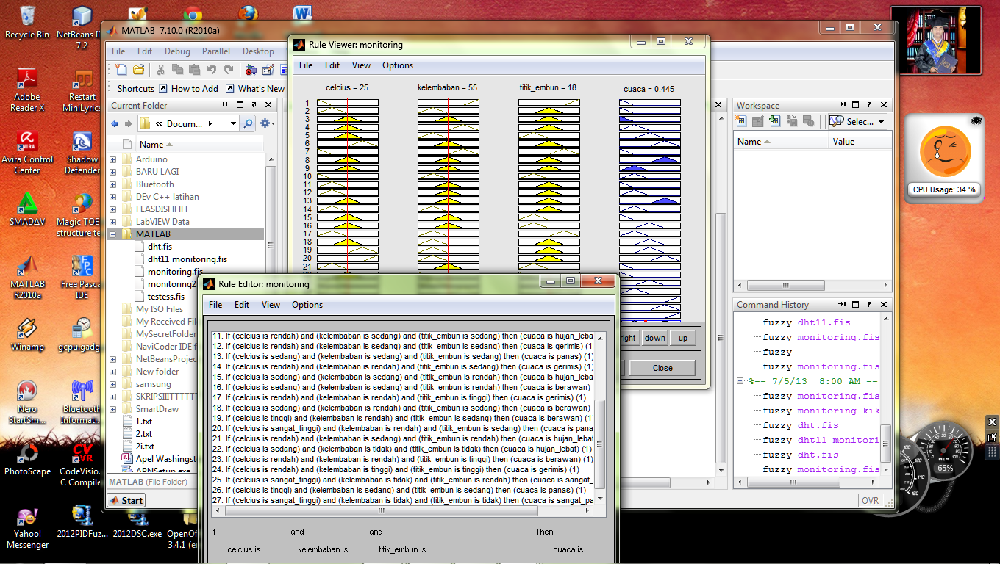 Recycle Bin
NetBeans I
7.2
Adobe
Reader X
Restart
MiniLyrics
Avira Control
Center
Shadow
Defender
SMADΔV
Magic TOE
structure te
MATLAB
R2010a
Free Pasca
IDE
Winamp
gcpu.gadg
Nero
StartSm...
Bluetooth
Informati...
PhotoScape
CodeVisio..
C Compile
Yahoo!
Messenger
2012PIDFuz...
2012DSC.exe
OpenOf
3.4.1 (e
MATLAB 7.10.0 (R2010a)
File Edit Debug Parallel Desktop
Shortcuts How to Add What's New
Current Folder
« Docum...
Name
Arduino
BARU LAGI
Bluetooth
DEv C++ latihan
FLASDISHHH
LabVIEW Data
MATLAB
dht.fis
dht11 monitoring.fis
monitoring.fis
monitoring2
testess.fis
My ISO Files
My Received Fil
MySecretFolder
NaviCoder IDE f
NetBeansProjec
New folder
samsung
SKRIPSIIITTTTTT
SmartDraw
1.txt
2.txt
2i.txt
Apel Washingst
APNSetup.exe
MATLAB (File Folder)
Start
Rule Viewer: monitoring
File Edit View Options
celcius = 25 kelembaban = 55 titik_embun = 18 cuaca = 0.445
1
2
3
4
5
6
7
8
9
10
11
12
13
14
15
16
17
18
19
20
21
right down up
Close
Rule Editor: monitoring
File Edit View Options
11. If (celcius is rendah) and (kelembaban is sedang) and (titik_embun is sedang) then (cuaca is hujan_leba
12. If (celcius is rendah) and (kelembaban is sedang) and (titik_embun is sedang) then (cuaca is gerimis) (1)
13. If (celcius is sedang) and (kelembaban is sedang) and (titik_embun is sedang) then (cuaca is panas) (1)
14. If (celcius is rendah) and (kelembaban is rendah) and (titik_embun is sedang) then (cuaca is gerimis) (1)
15. If (celcius is sedang) and (kelembaban is sedang) and (titik_embun is rendah) then (cuaca is hujan_leba
16. If (celcius is sedang) and (kelembaban is sedang) and (titik_embun is rendah) then (cuaca is berawan) (
17. If (celcius is rendah) and (kelembaban is rendah) and (titik_embun is tinggi) then (cuaca is gerimis) (1)
18. If (celcius is sedang) and (kelembaban is rendah) and (titik_embun is sedang) then (cuaca is berawan) (
19. If (celcius is tinggi) and (kelembaban is rendah) and (titik_embun is sedang) then (cuaca is berawan) (1)
20. If (celcius is sangat_tinggi) and (kelembaban is rendah) and (titik_embun is sedang) then (cuaca is pana
21. If (celcius is rendah) and (kelembaban is sedang) and (titik_embun is rendah) then (cuaca is hujan_lebat
22. If (celcius is sedang) and (kelembaban is tidak) and (titik_embun is tidak) then (cuaca is hujan_lebat) (1)
23. If (celcius is rendah) and (kelembaban is rendah) and (titik_embun is tinggi) then (cuaca is berawan) (1)
24. If (celcius is rendah) and (kelembaban is tinggi) and (titik_embun is tinggi) then (cuaca is gerimis) (1)
25. If (celcius is sangat_tinggi) and (kelembaban is tidak) and (titik_embun is rendah) then (cuaca is sangat_
26. If (celcius is tinggi) and (kelembaban is sedang) and (titik_embun is sedang) then (cuaca is panas) (1)
27. If (celcius is sangat_tinggi) and (kelembaban is tidak) and (titik_embun is tidak) then (cuaca is sangat_pa
If and and Then
celcius is kelembaban is titik_embun is cuaca is
Workspace
Selec...
Name Value
Command History
fuzzy dht11.fis
fuzzy monitoring.fis
fuzzy
fuzzy monitoring.fis
%-- 7/5/13 8:00 AM --
fuzzy monitoring.fis
fuzzy monitoring kik
fuzzy dht.fis
fuzzy dht11 monitori
fuzzy dht.fis
fuzzy monitoring.fis
OVR
CPU Usage: 34 %
MEM
65%